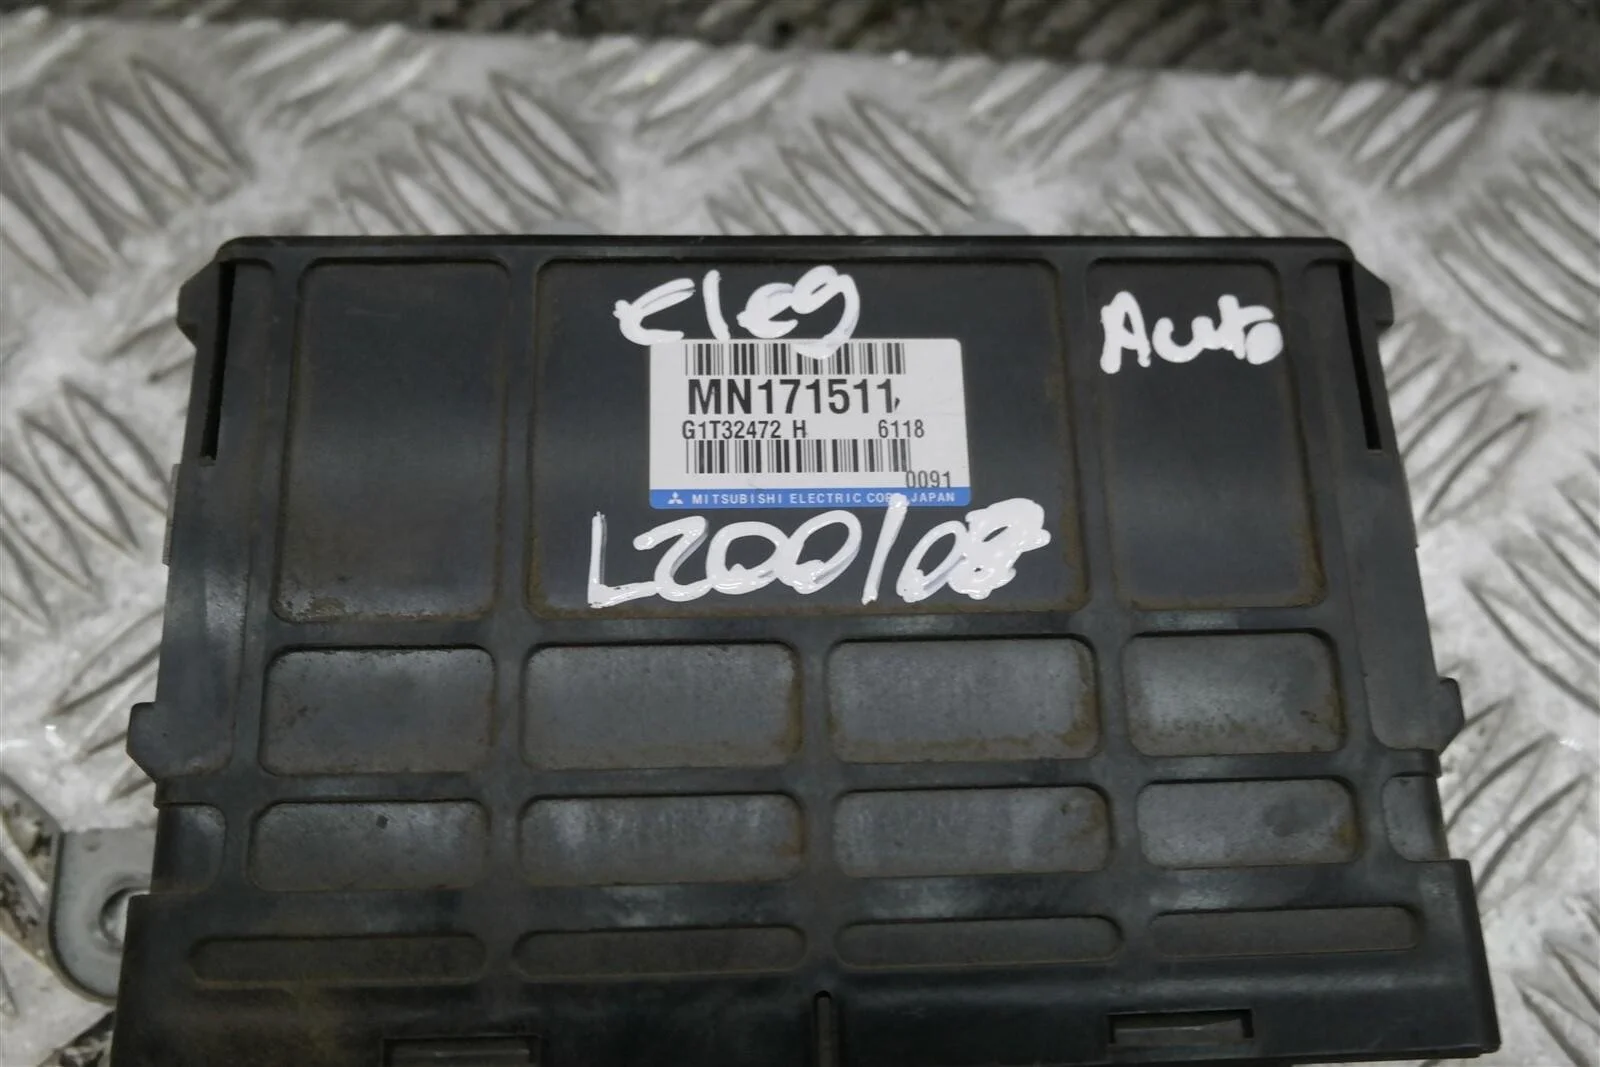 Eleg
Auto
MN171511
G1T32472 H 6118
0091
MITSUBISHI ELECTRIC CORP. JAPAN
L200/08